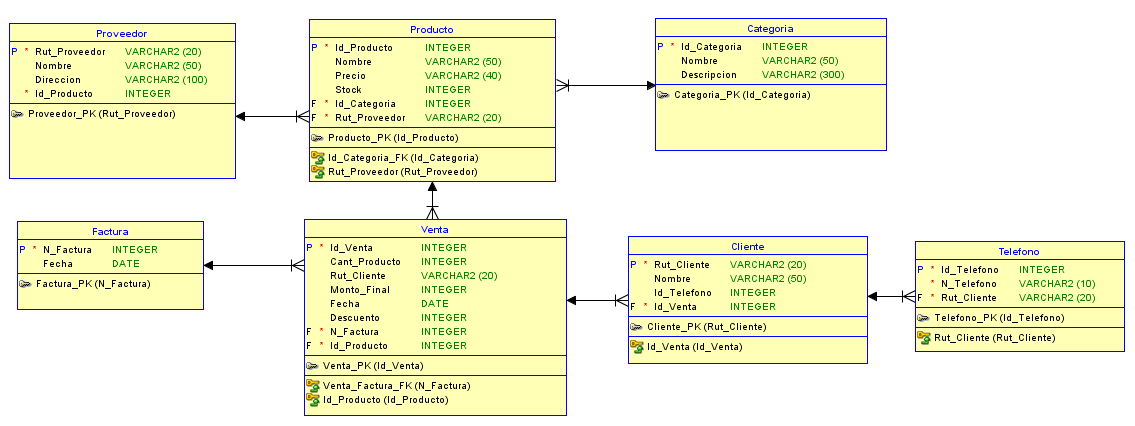 Proveedor
P * Rut_Proveedor VARCHAR2 (20)
Nombre VARCHAR2 (50)
Direccion VARCHAR2 (100)
* Id_Producto INTEGER
Proveedor_PK (Rut_Proveedor)
Producto
P * Id_Producto INTEGER
Nombre VARCHAR2 (50)
Precio VARCHAR2 (40)
Stock INTEGER
F * Id_Categoria INTEGER
F * Rut_Proveedor VARCHAR2 (20)
Producto_PK (Id_Producto)
Id_Categoria_FK (Id_Categoria)
Rut_Proveedor (Rut_Proveedor)
Categoria
P * Id_Categoria INTEGER
Nombre VARCHAR2 (50)
Descripcion VARCHAR2 (300)
Categoria_PK (Id_Categoria)
Factura
P * N_Factura INTEGER
Fecha DATE
Factura_PK (N_Factura)
Venta
P * Id_Venta INTEGER
Cant_Producto INTEGER
Rut_Cliente VARCHAR2 (20)
Monto_Final INTEGER
Fecha DATE
Descuento INTEGER
F * N_Factura INTEGER
F * Id_Producto INTEGER
Venta_PK (Id_Venta)
Venta_Factura_FK (N_Factura)
Id_Producto (Id_Producto)
Cliente
P * Rut_Cliente VARCHAR2 (20)
Nombre VARCHAR2 (50)
Id_Telefono INTEGER
F * Id_Venta INTEGER
Cliente_PK (Rut_Cliente)
Id_Venta (Id_Venta)
Telefono
P * Id_Telefono INTEGER
* N_Telefono VARCHAR2 (10)
F * Rut_Cliente VARCHAR2 (20)
Telefono_PK (Id_Telefono)
Rut_Cliente (Rut_Cliente)